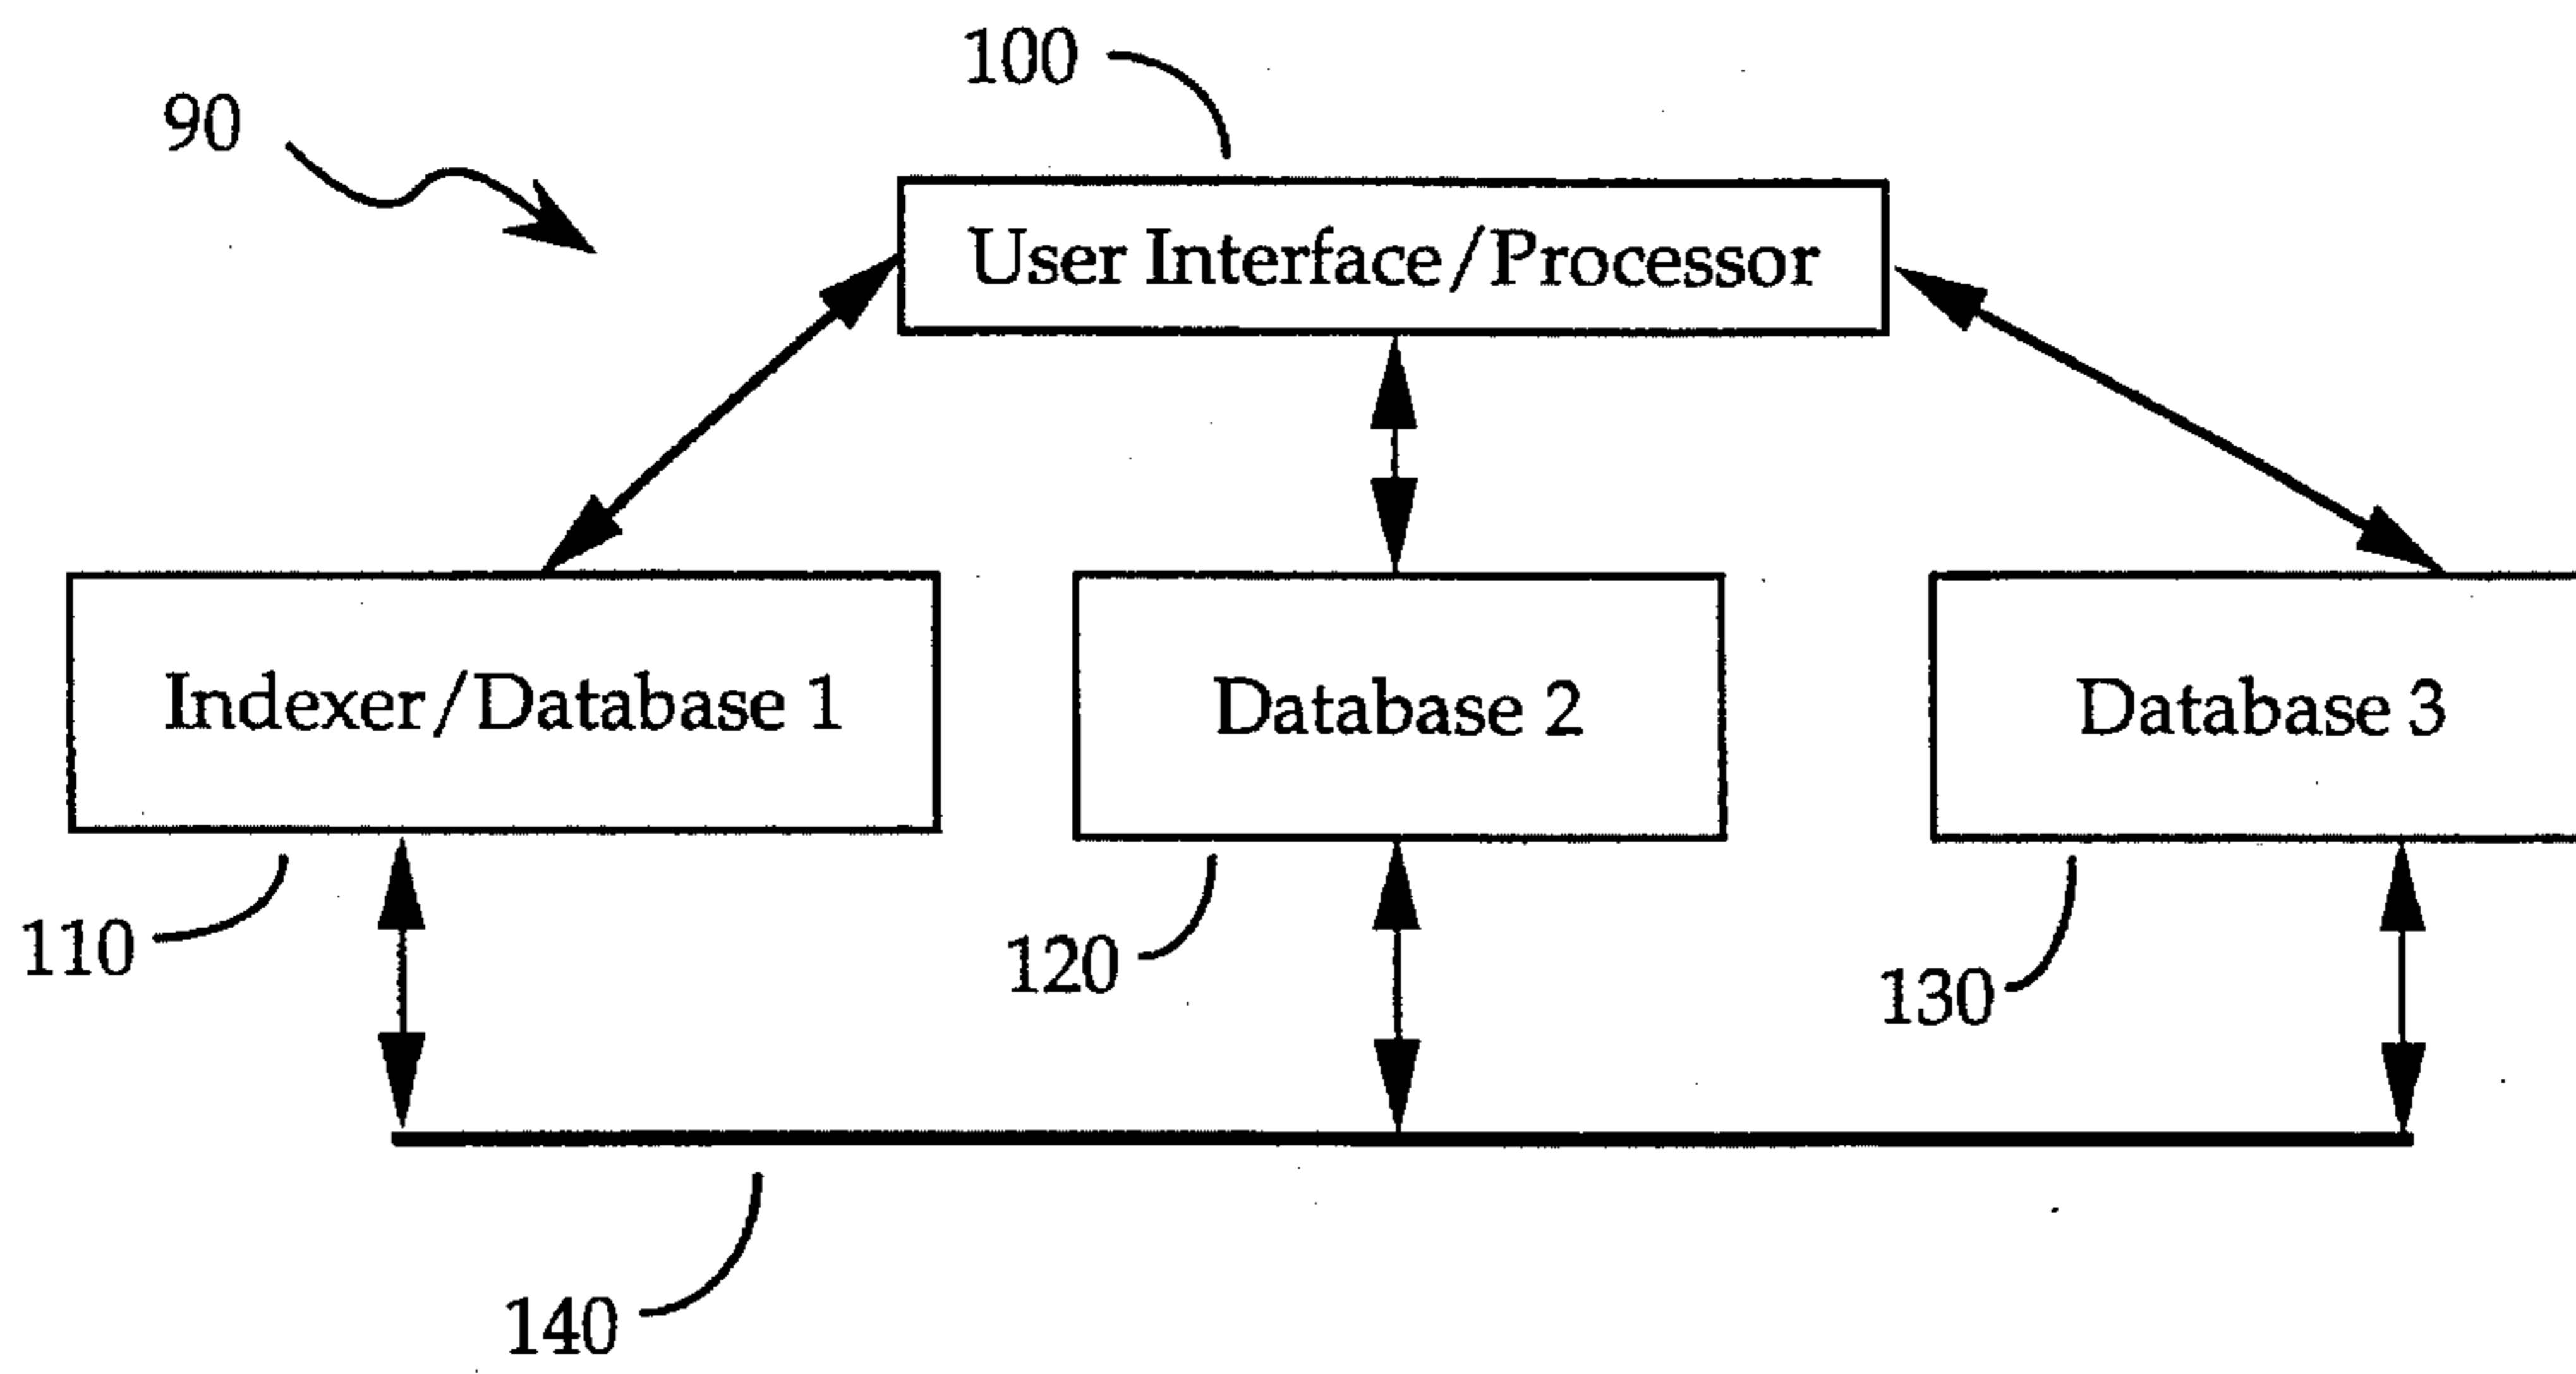 100
90
User Interface/Processor
Indexer/Database 1
Database 2
Database 3
110
120
130
140